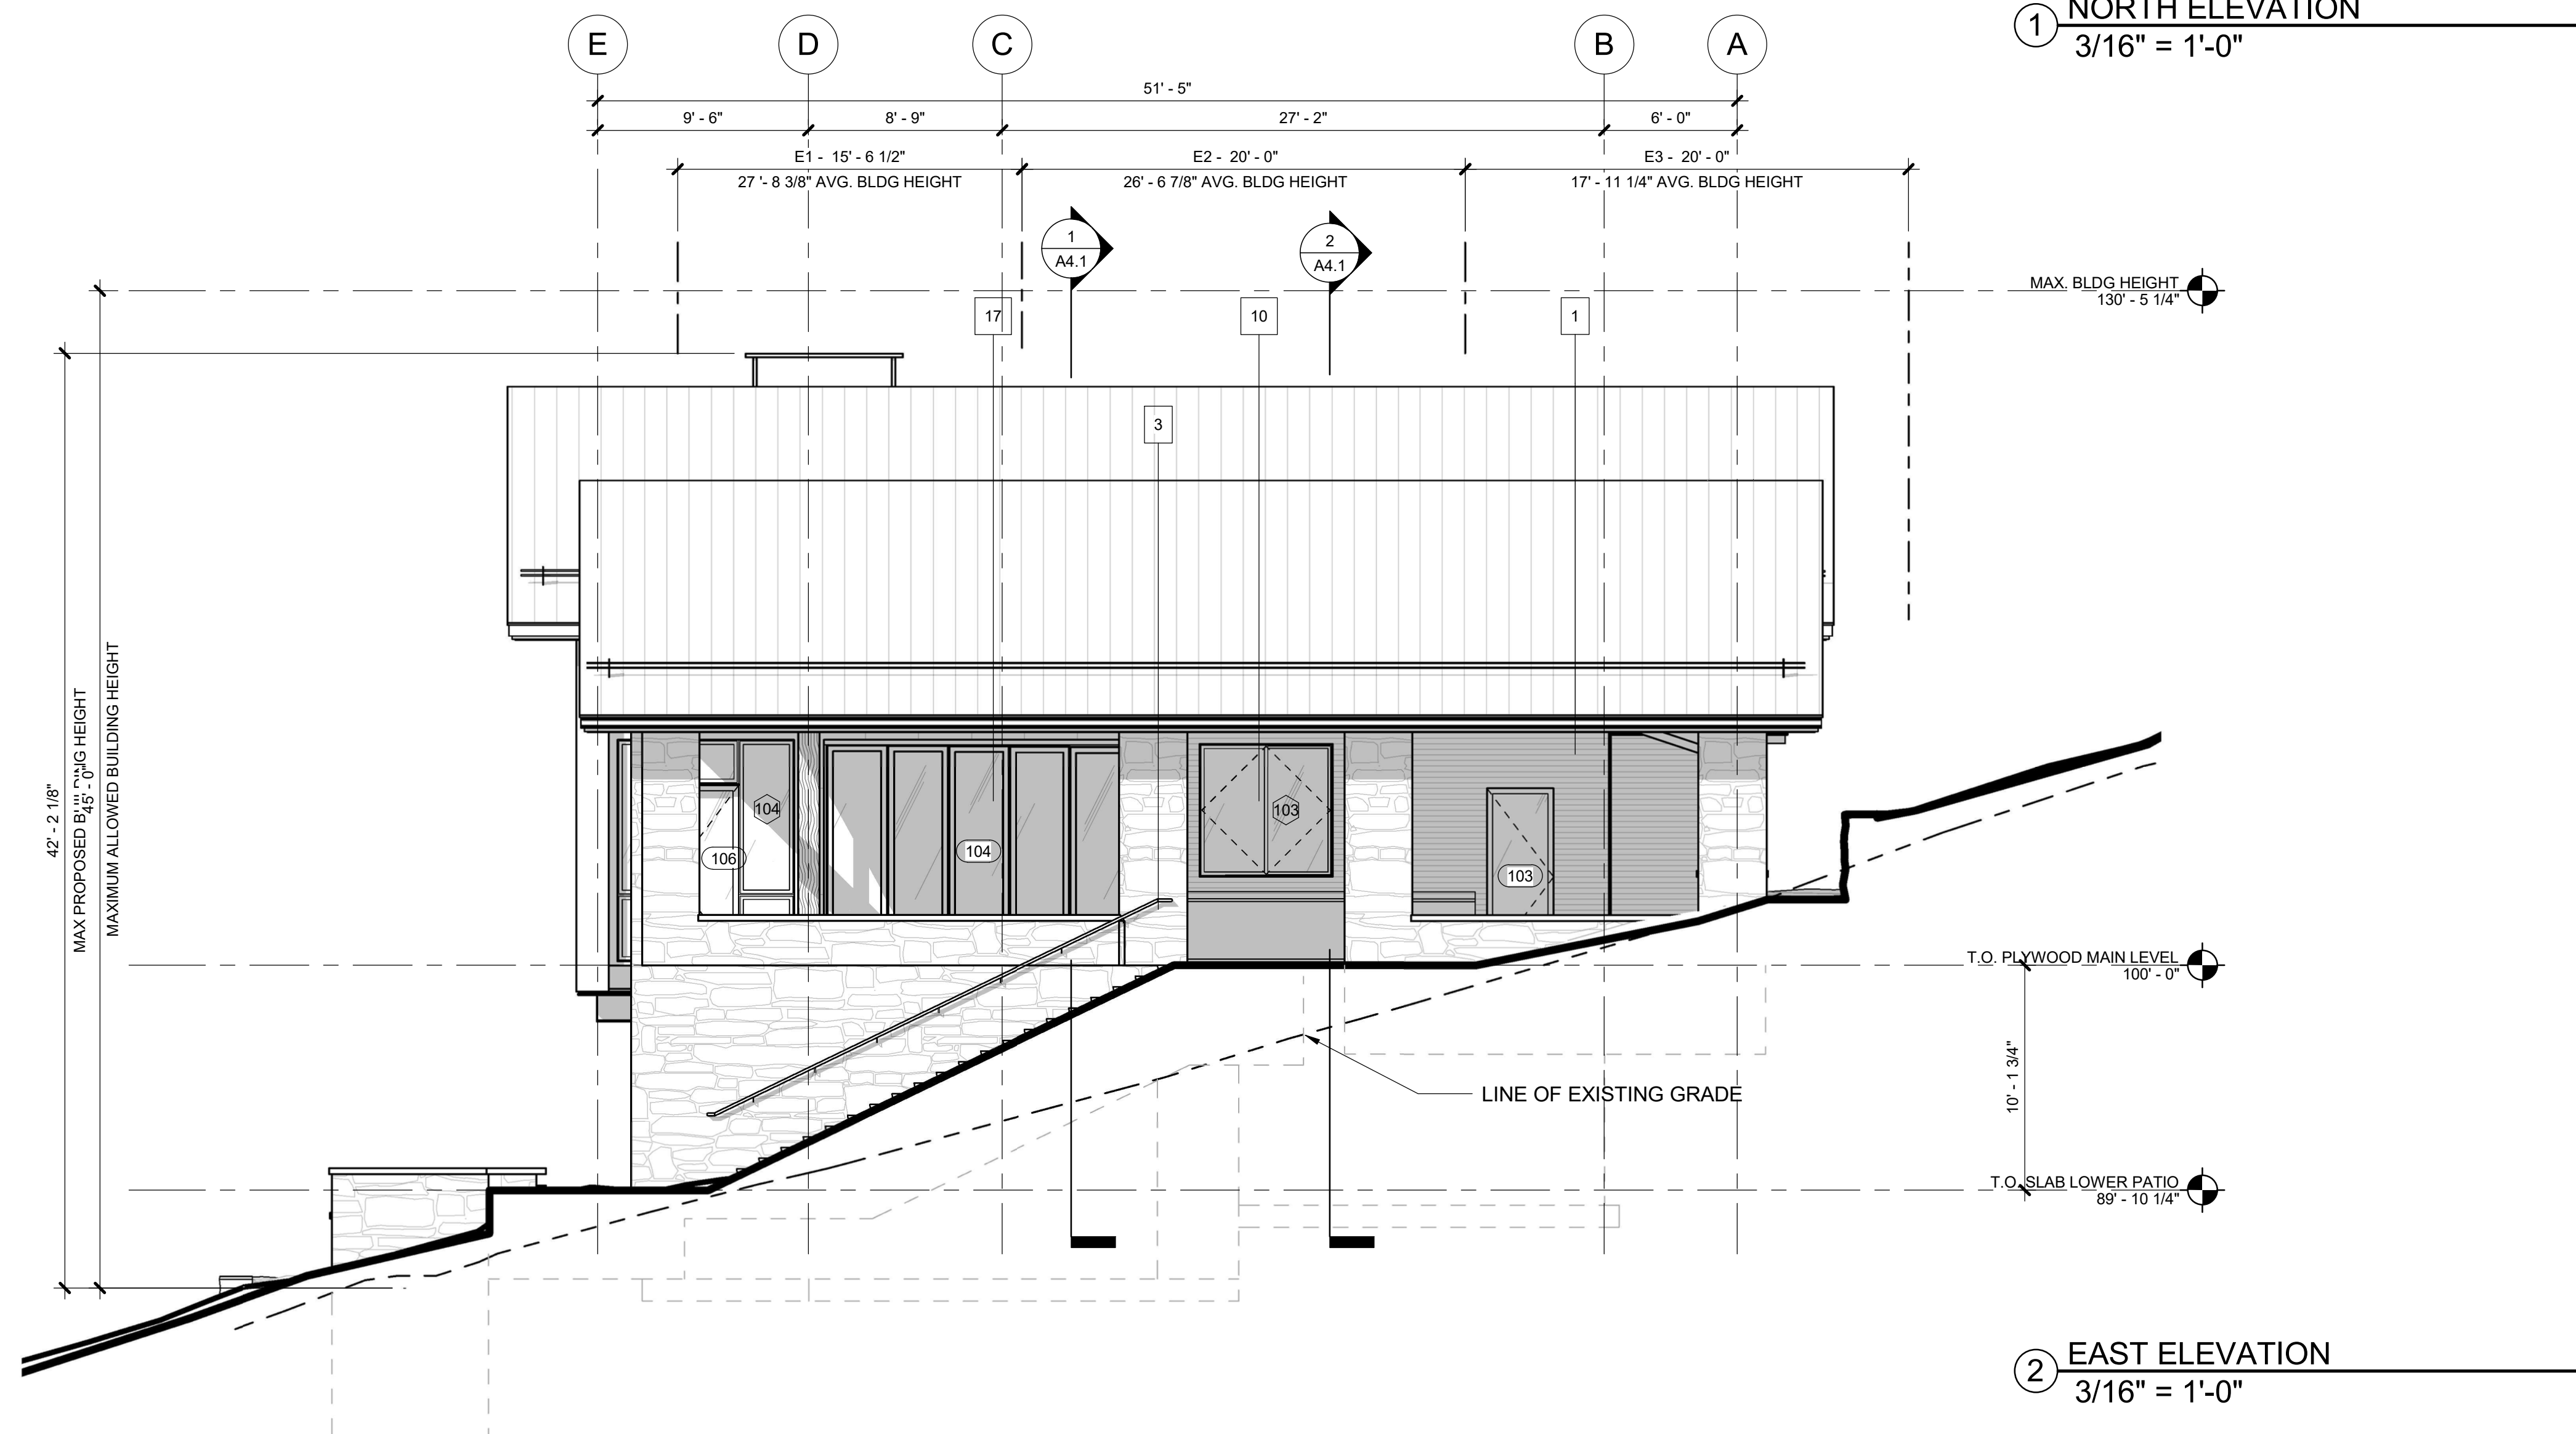 1 NORTH ELEVATION
3/16" = 1'-0"
E D C B A
51' - 5"
9' - 6" 8' - 9" 27' - 2" 6' - 0"
E1 - 15' - 6 1/2" E2 - 20' - 0" E3 - 20' - 0"
27 '- 8 3/8" AVG. BLDG HEIGHT 26' - 6 7/8" AVG. BLDG HEIGHT 17' - 11 1/4" AVG. BLDG HEIGHT
1
A4.1
2
A4.1
MAX. BLDG HEIGHT
130' - 5 1/4"
17 10 1
3
42' - 2 1/8"
MAX PROPOSED BUILDING HEIGHT
45' - 0"
MAXIMUM ALLOWED BUILDING HEIGHT
104 103
106 104 103
T.O. PLYWOOD MAIN LEVEL
100' - 0"
10' - 1 3/4"
LINE OF EXISTING GRADE
T.O. SLAB LOWER PATIO
89' - 10 1/4"
2 EAST ELEVATION
3/16" = 1'-0"